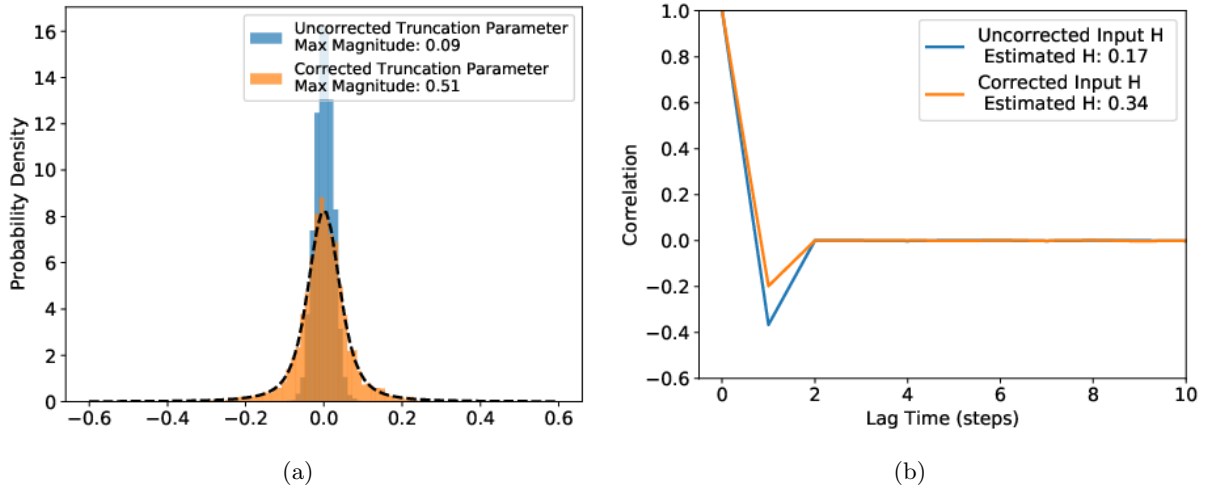 Uncorrected Truncation Parameter
Max Magnitude: 0.09
Corrected Truncation Parameter
Max Magnitude: 0.51
Probability Density
16
14
12
10
8
6
4
2
0
−0.6
−0.4
−0.2
0.0
0.2
0.4
0.6
(a)
Uncorrected Input H
Estimated H: 0.17
Corrected Input H
Estimated H: 0.34
Correlation
1.0
0.8
0.6
0.4
0.2
0.0
−0.2
−0.4
−0.6
0
2
4
6
8
10
Lag Time (steps)
(b)